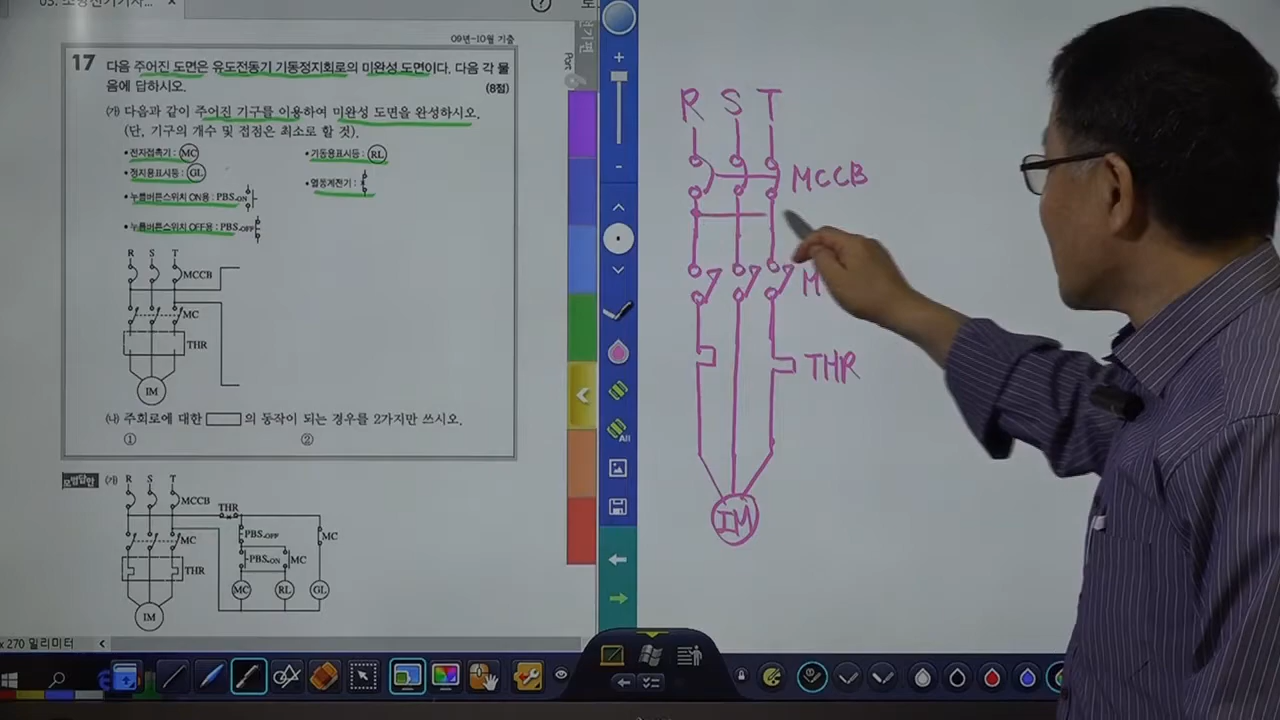 03. 소방전기기사...
09년-10월 기출
17 다음 주어진 도면은 유도전동기 기동정지회로의 미완성 도면이다. 다음 각 물
음에 답하시오. (8점)
㈎ 다음과 같이 주어진 기구를 이용하여 미완성 도면을 완성하시오.
(단, 기구의 개수 및 접점은 최소로 할 것).
• 전자접촉기 : MC
• 기동용표시등 : RL
• 정지용표시등 : GL
• 열동계전기 :
• 누름버튼스위치 ON용 : PBS-ON
• 누름버튼스위치 OFF용 : PBS-OFF
R S T
MCCB
MC
THR
IM
㈏ 주회로에 대한 의 동작이 되는 경우를 2가지만 쓰시오.
① ②
모범답안 ㈎
R S T
MCCB
THR
PBS-OFF
MC
MC
PBS-ON
MC
THR
MC RL GL
IM
x 270 밀리미터
Part
All
R S T
MCCB
M
THR
IM